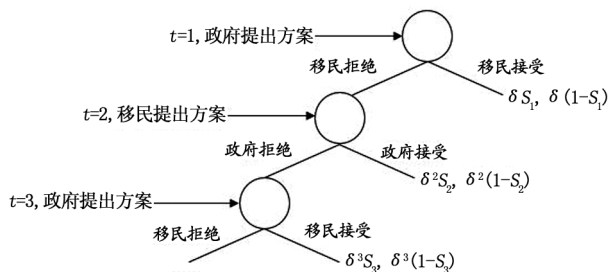 t=1,政府提出方案
移民拒绝
移民接受
δS₁, δ(1-S₁)
t=2,移民提出方案
政府拒绝
政府接受
δ²S₂, δ²(1-S₂)
t=3,政府提出方案
移民拒绝
移民接受
δ³S₃, δ³(1-S₃)